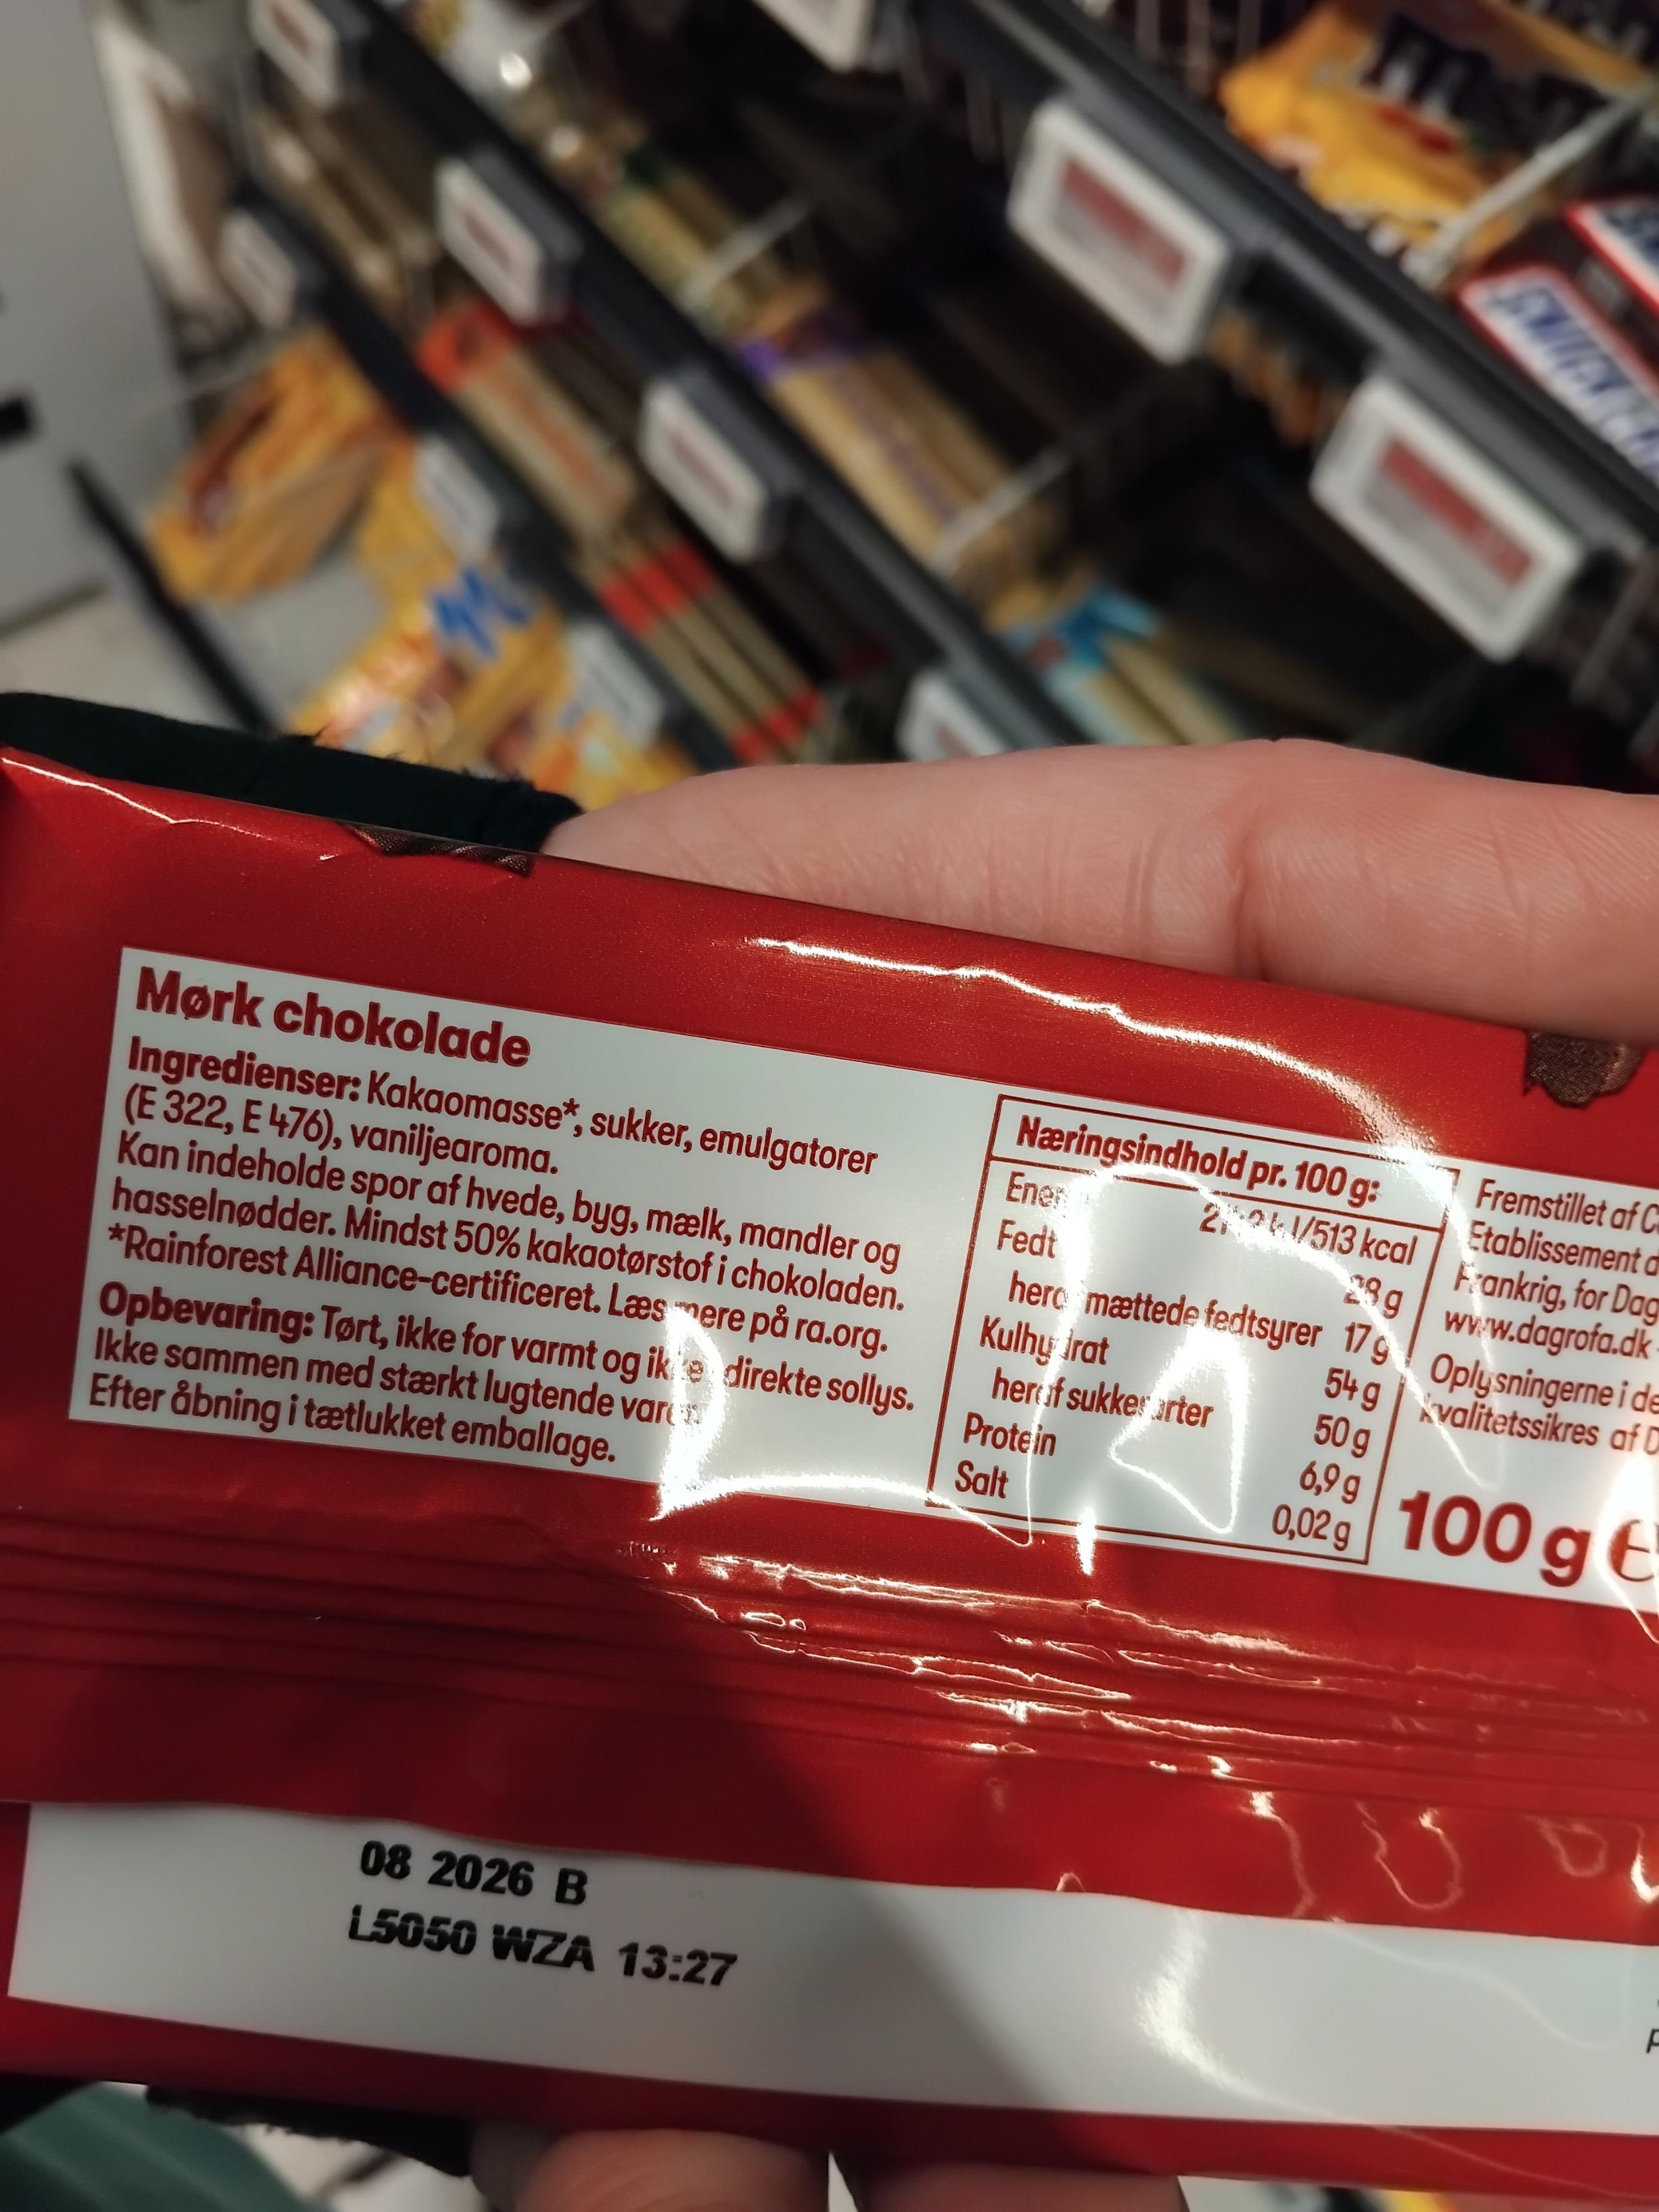 Mørk chokolade
Ingredienser: Kakaomasse*, sukker, emulgatorer
(E 322, E 476), vaniljearoma.
Kan indeholde spor af hvede, byg, mælk, mandler og
hasselnødder. Mindst 50% kakaotørstof i chokoladen.
*Rainforest Alliance-certificeret. Læs mere på ra.org.
Opbevaring: Tørt, ikke for varmt og ikke i direkte sollys.
Ikke sammen med stærkt lugtende varer.
Efter åbning i tætlukket emballage.
Næringsindhold pr. 100 g:
/513 kcal
Fedt 28 g
heraf mættede fedtsyrer 17 g
Kulhydrat 54 g
heraf sukkerarter 50 g
Protein 6,9 g
Salt 0,02 g
Fremstillet af
Etablissement
Frankrig, for
www.dagrofa.dk
Oplysningerne i
kvalitetssikres af
100 g e
08 2026 B
L5050 WZA 13:27
SNICKERS